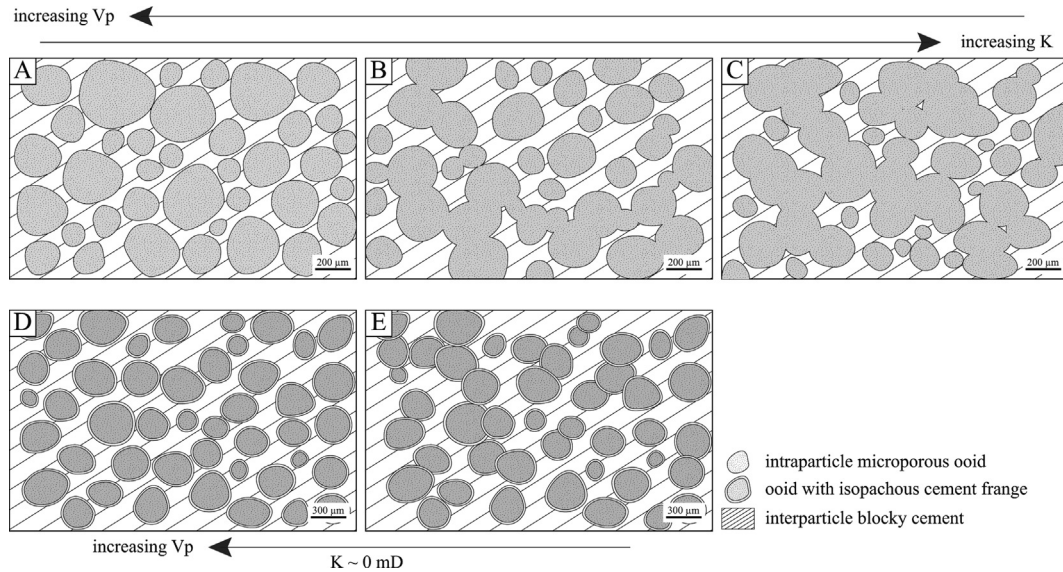 increasing Vp
increasing K
A
B
C
200 µm
200 µm
200 µm
D
E
300 µm
300 µm
intraparticle microporous ooid
ooid with isopachous cement frange
interparticle blocky cement
increasing Vp
K ~ 0 mD